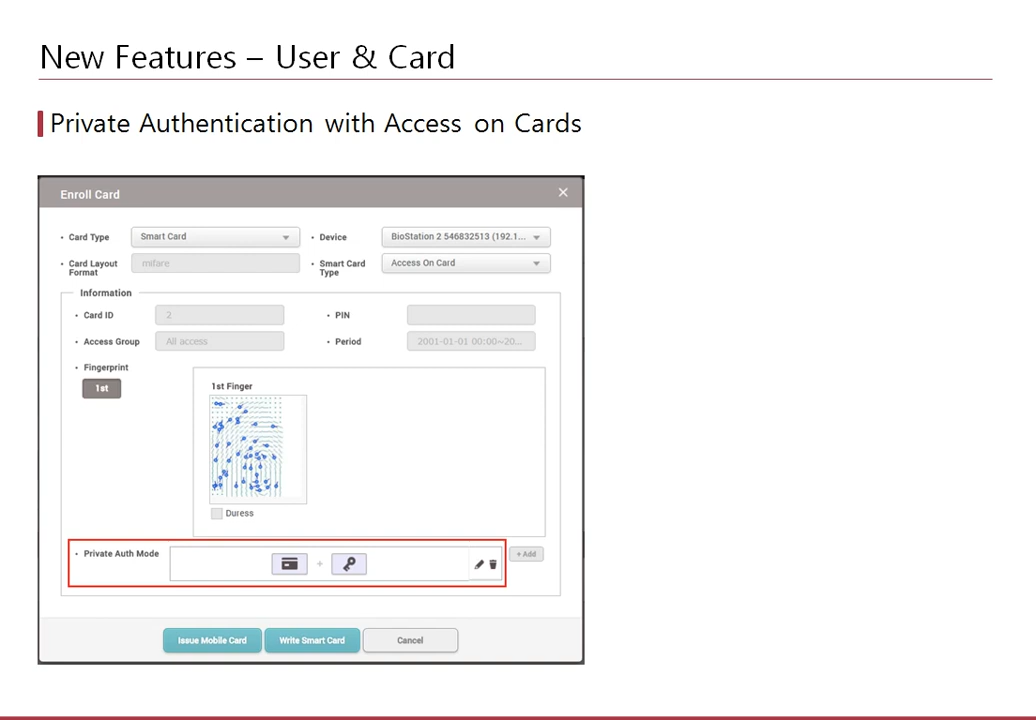 New Features – User & Card
Private Authentication with Access on Cards
Enroll Card
Card Type Smart Card Device BioStation 2 546832513 (192.1...
Card Layout Format mifare Smart Card Type Access On Card
Information
Card ID 2 PIN
Access Group All access Period 2001-01-01 00:00~20...
Fingerprint
1st
1st Finger
Duress
Private Auth Mode + + Add
Issue Mobile Card Write Smart Card Cancel